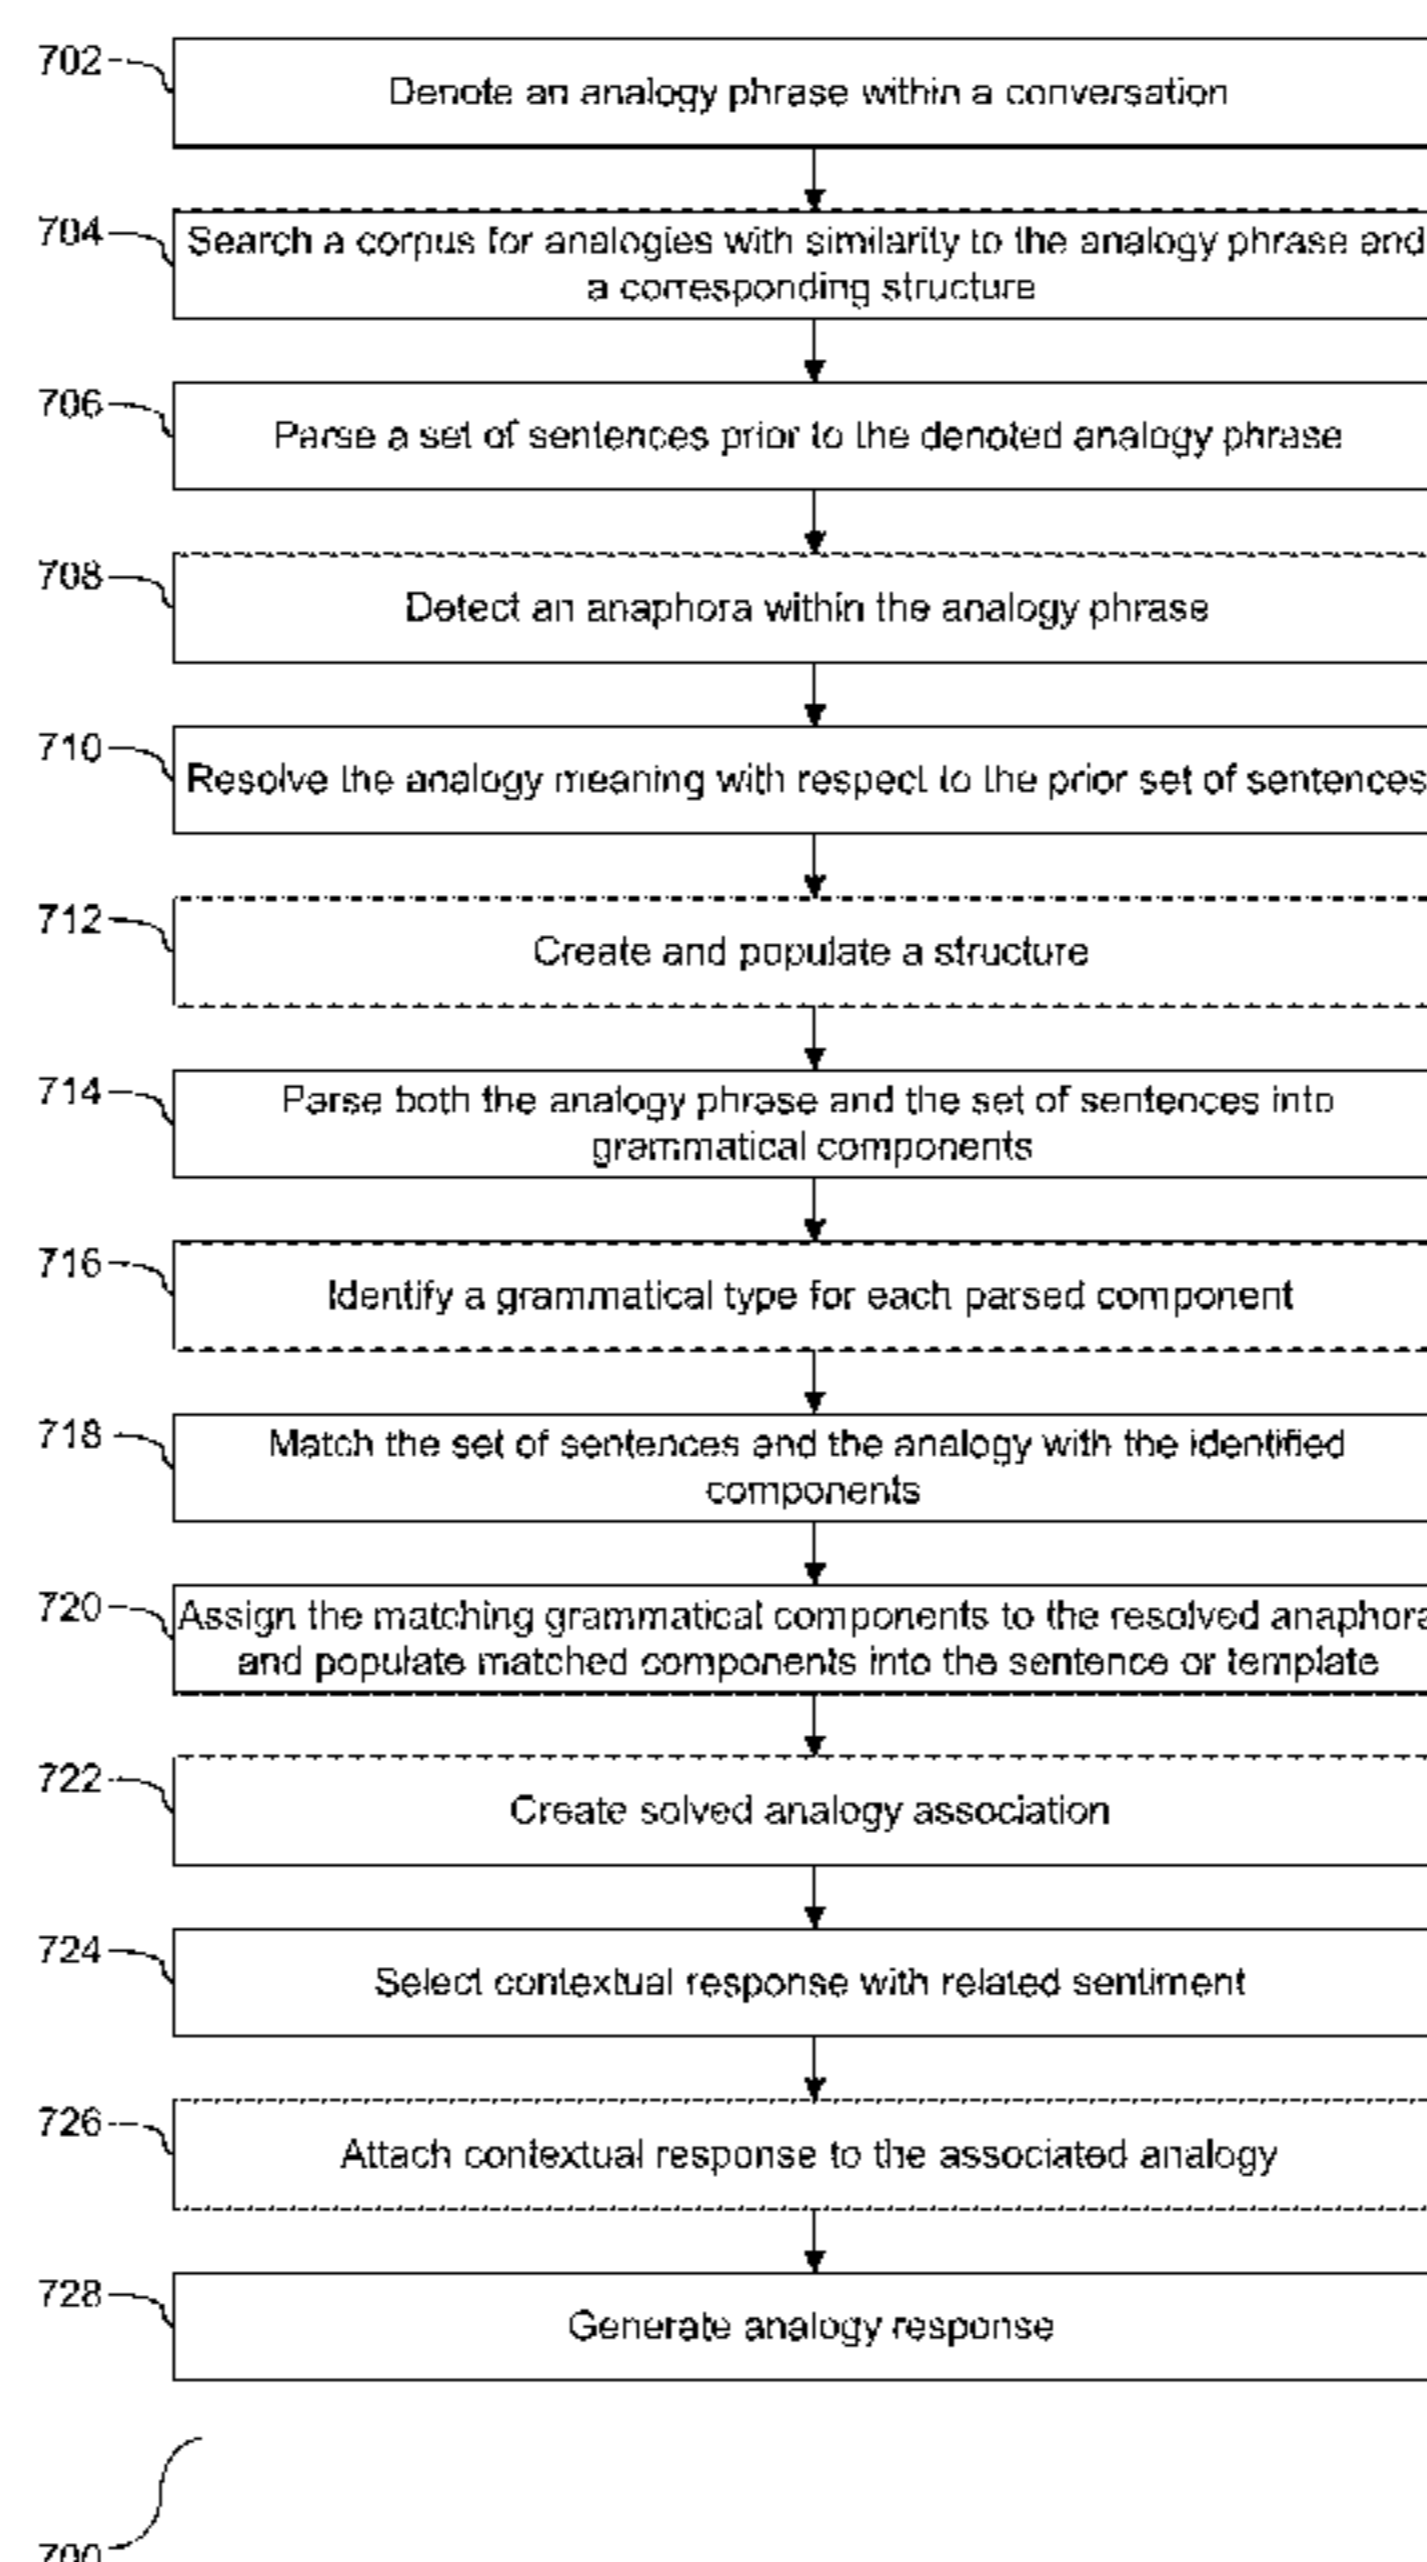 702
Denote an analogy phrase within a conversation
704
Search a corpus for analogies with similarity to the analogy phrase and
a corresponding structure
706
Parse a set of sentences prior to the denoted analogy phrase
708
Detect an anaphora within the analogy phrase
710
Resolve the analogy meaning with respect to the prior set of sentences
712
Create and populate a structure
714
Parse both the analogy phrase and the set of sentences into
grammatical components
716
Identify a grammatical type for each parsed component
718
Match the set of sentences and the analogy with the identified
components
720
Assign the matching grammatical components to the resolved anaphora
and populate matched components into the sentence or template
722
Create solved analogy association
724
Select contextual response with related sentiment
726
Attach contextual response to the associated analogy
728
Generate analogy response
700